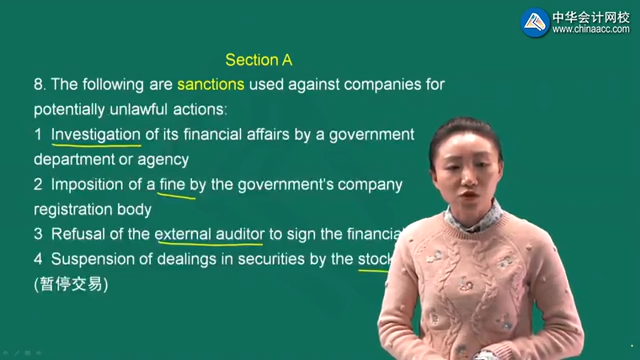 中华会计网校
www.chinaacc.com
Section A
8. The following are sanctions used against companies for
potentially unlawful actions:
1 Investigation of its financial affairs by a government
department or agency
2 Imposition of a fine by the government's company
registration body
3 Refusal of the external auditor to sign the financial
4 Suspension of dealings in securities by the stock
(暂停交易)